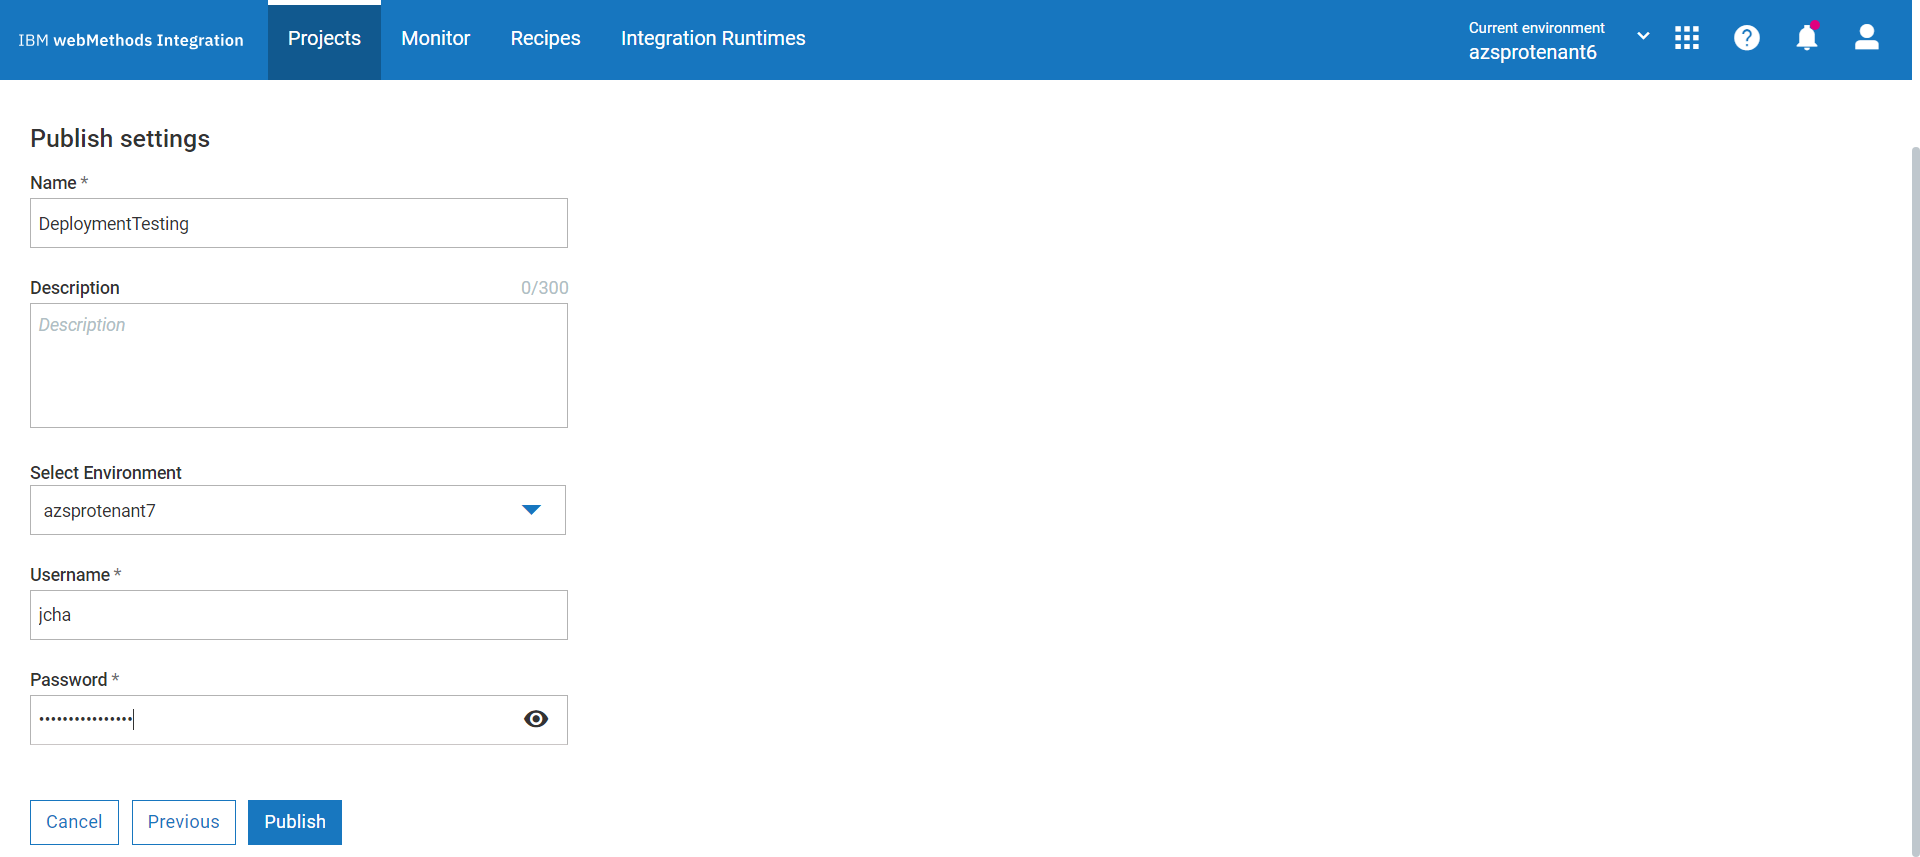 IBM webMethods Integration
Projects
Monitor
Recipes
Integration Runtimes
Current environment
azsprotenant6
Publish settings
Name *
DeploymentTesting
Description 0/300
Description
Select Environment
azsprotenant7
Username *
jcha
Password *
••••••••••••••••
Cancel
Previous
Publish